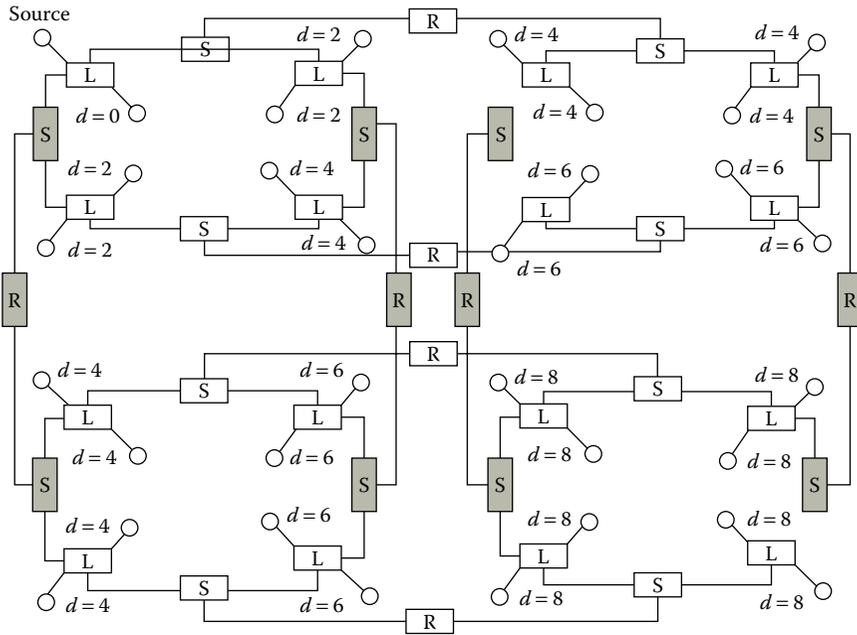 Source
R
d = 2 d = 4 d = 4
S S
L L L L
d = 0 d = 2 d = 4 d = 4
S S S S
d = 2 d = 4 d = 6 d = 6
L L L L
S S
d = 2 d = 4 R d = 6 d = 6
R R R R
R
d = 4 d = 6 d = 8 d = 8
S S
L L L L
d = 4 d = 6 d = 8 d = 8
S S S S
d = 4 d = 6 d = 8 d = 8
L L L L
S S
d = 4 d = 6 d = 8 d = 8
R